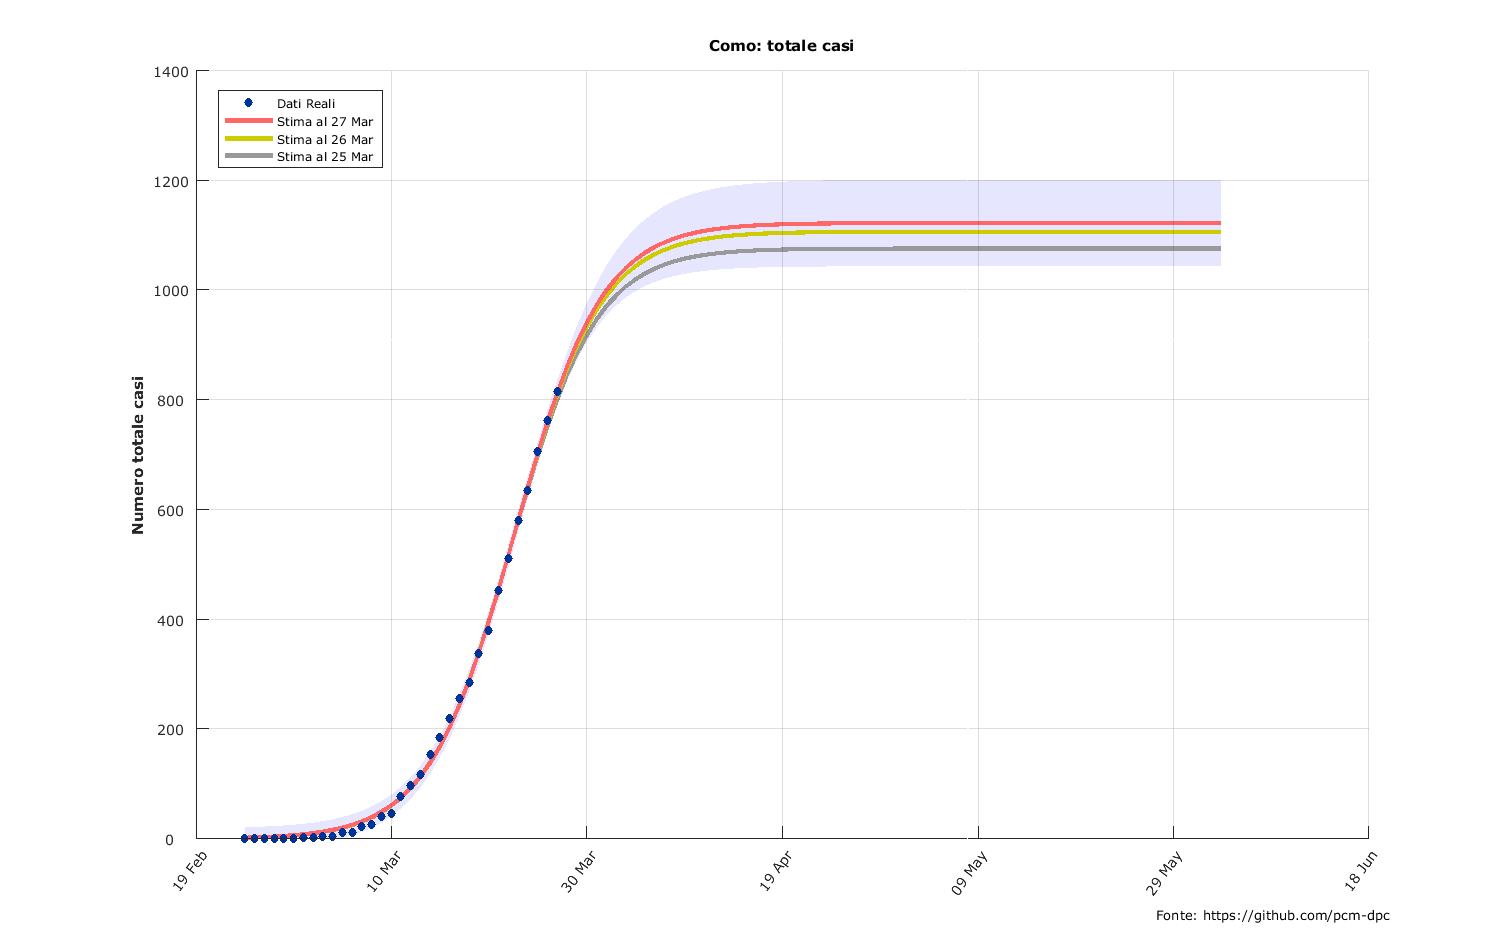 Como: totale casi
1400
1200
1000
800
600
400
200
0
Numero totale casi
Dati Reali
Stima al 27 Mar
Stima al 26 Mar
Stima al 25 Mar
19 Feb
10 Mar
30 Mar
19 Apr
09 May
29 May
18 Jun
Fonte: https://github.com/pcm-dpc